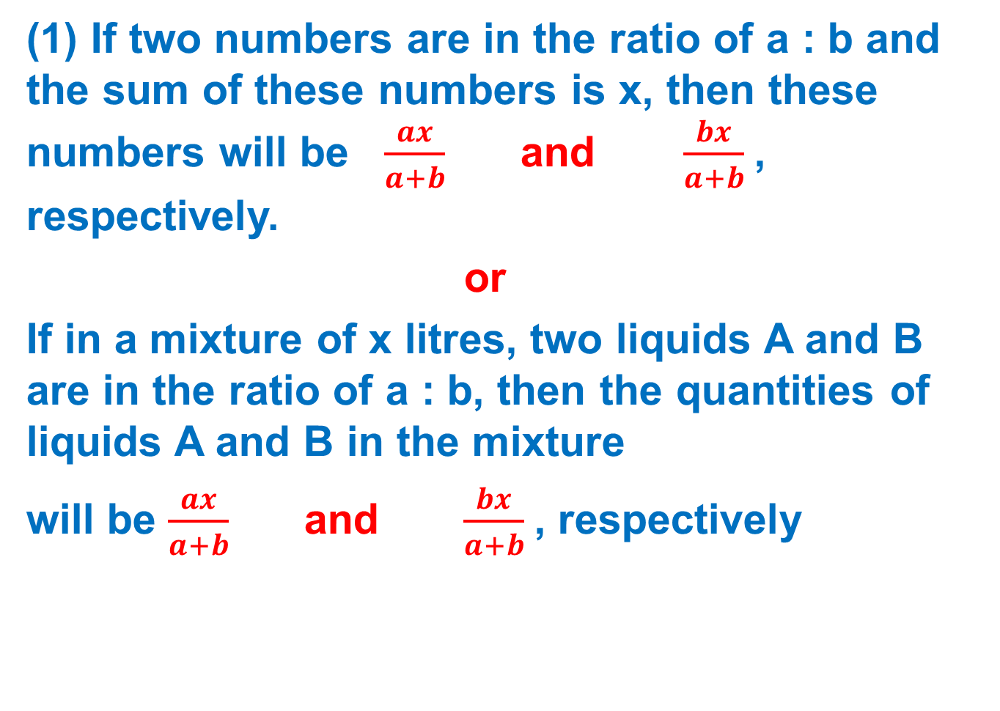 (1) If two numbers are in the ratio of a : b and
the sum of these numbers is x, then these
numbers will be $\frac{ax}{a+b}$ and $\frac{bx}{a+b}$ ,
respectively.
or
If in a mixture of x litres, two liquids A and B
are in the ratio of a : b, then the quantities of
liquids A and B in the mixture
will be $\frac{ax}{a+b}$ and $\frac{bx}{a+b}$ , respectively